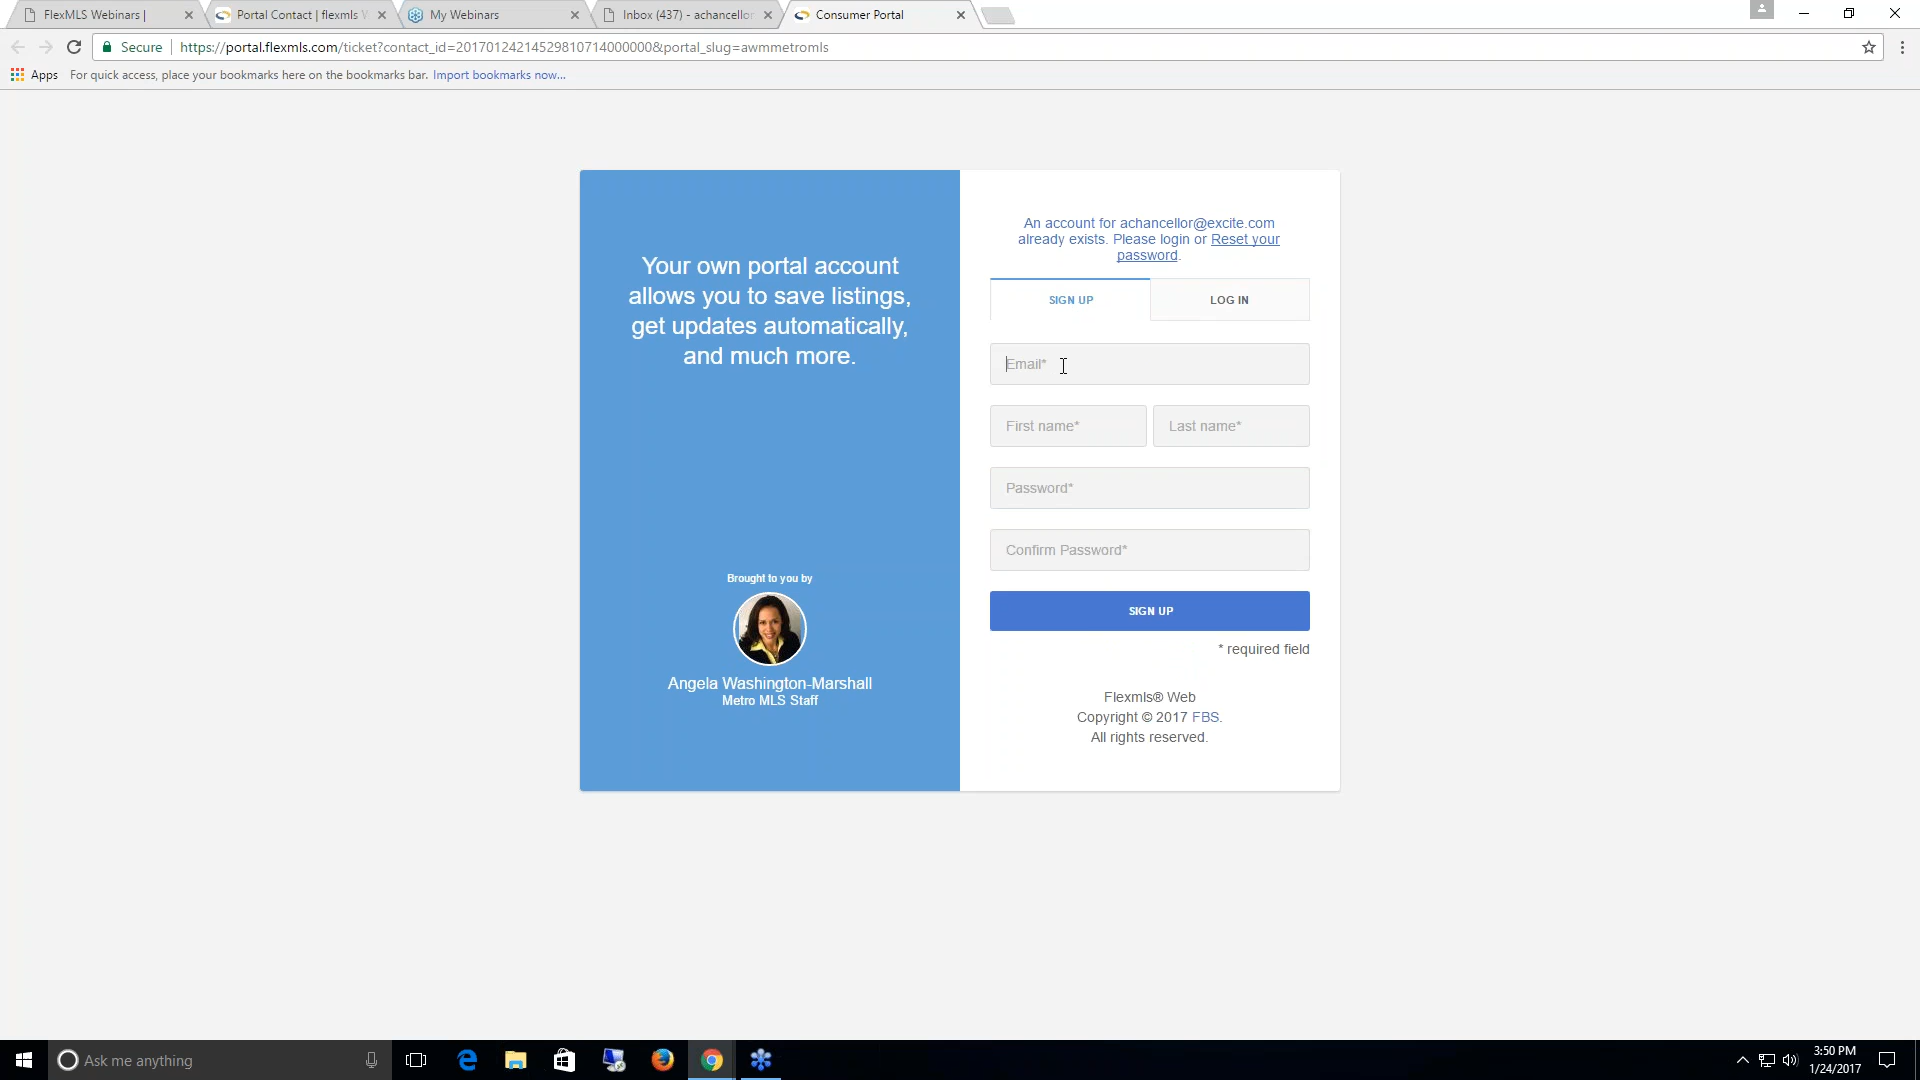 FlexMLS Webinars |
Portal Contact | flexmls W
My Webinars
Inbox (437) - achancellor
Consumer Portal
Secure
https://portal.flexmls.com/ticket?contact_id=20170124214529810714000000&portal_slug=awmmetromls
Apps
For quick access, place your bookmarks here on the bookmarks bar. Import bookmarks now...
Your own portal account
allows you to save listings,
get updates automatically,
and much more.
Brought to you by
Angela Washington-Marshall
Metro MLS Staff
An account for achancellor@excite.com
already exists. Please login or Reset your
password.
SIGN UP
LOG IN
Email*
First name*
Last name*
Password*
Confirm Password*
SIGN UP
* required field
Flexmls® Web
Copyright © 2017 FBS.
All rights reserved.
Ask me anything
3:50 PM
1/24/2017